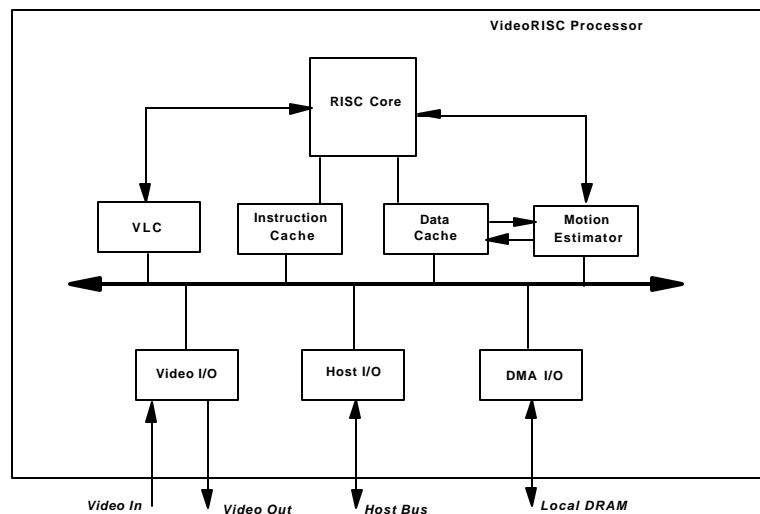 VideoRISC Processor
RISC Core
VLC
Instruction
Cache
Data
Cache
Motion
Estimator
Video I/O
Host I/O
DMA I/O
Video In
Video Out
Host Bus
Local DRAM